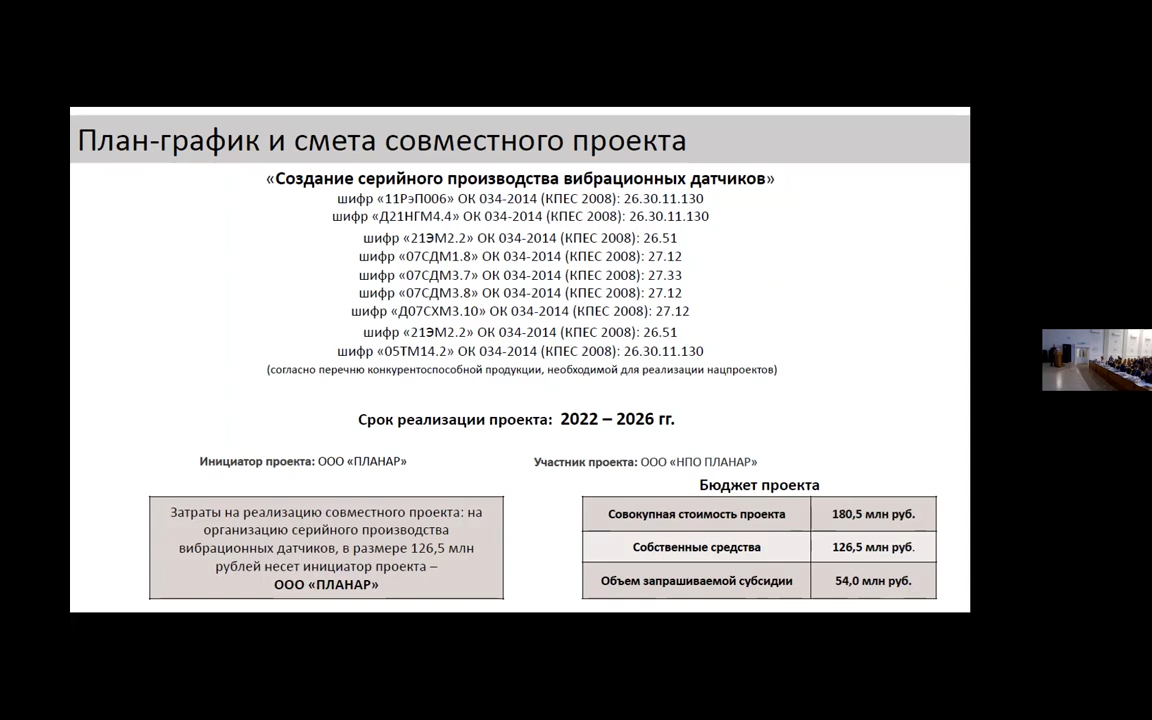 План-график и смета совместного проекта
«Создание серийного производства вибрационных датчиков»
шифр «11РэП006» ОК 034-2014 (КПЕС 2008): 26.30.11.130
шифр «Д21НГМ4.4» ОК 034-2014 (КПЕС 2008): 26.30.11.130
шифр «21ЭМ2.2» ОК 034-2014 (КПЕС 2008): 26.51
шифр «07СДМ1.8» ОК 034-2014 (КПЕС 2008): 27.12
шифр «07СДМ3.7» ОК 034-2014 (КПЕС 2008): 27.33
шифр «07СДМ3.8» ОК 034-2014 (КПЕС 2008): 27.12
шифр «Д07СХМ3.10» ОК 034-2014 (КПЕС 2008): 27.12
шифр «21ЭМ2.2» ОК 034-2014 (КПЕС 2008): 26.51
шифр «05ТМ14.2» ОК 034-2014 (КПЕС 2008): 26.30.11.130
(согласно перечню конкурентоспособной продукции, необходимой для реализации нацпроектов)
Срок реализации проекта: 2022 – 2026 гг.
Инициатор проекта: ООО «ПЛАНАР»
Участник проекта: ООО «НПО ПЛАНАР»
Затраты на реализацию совместного проекта: на
организацию серийного производства
вибрационных датчиков, в размере 126,5 млн
рублей несет инициатор проекта –
ООО «ПЛАНАР»
Бюджет проекта
Совокупная стоимость проекта 180,5 млн руб.
Собственные средства 126,5 млн руб.
Объем запрашиваемой субсидии 54,0 млн руб.